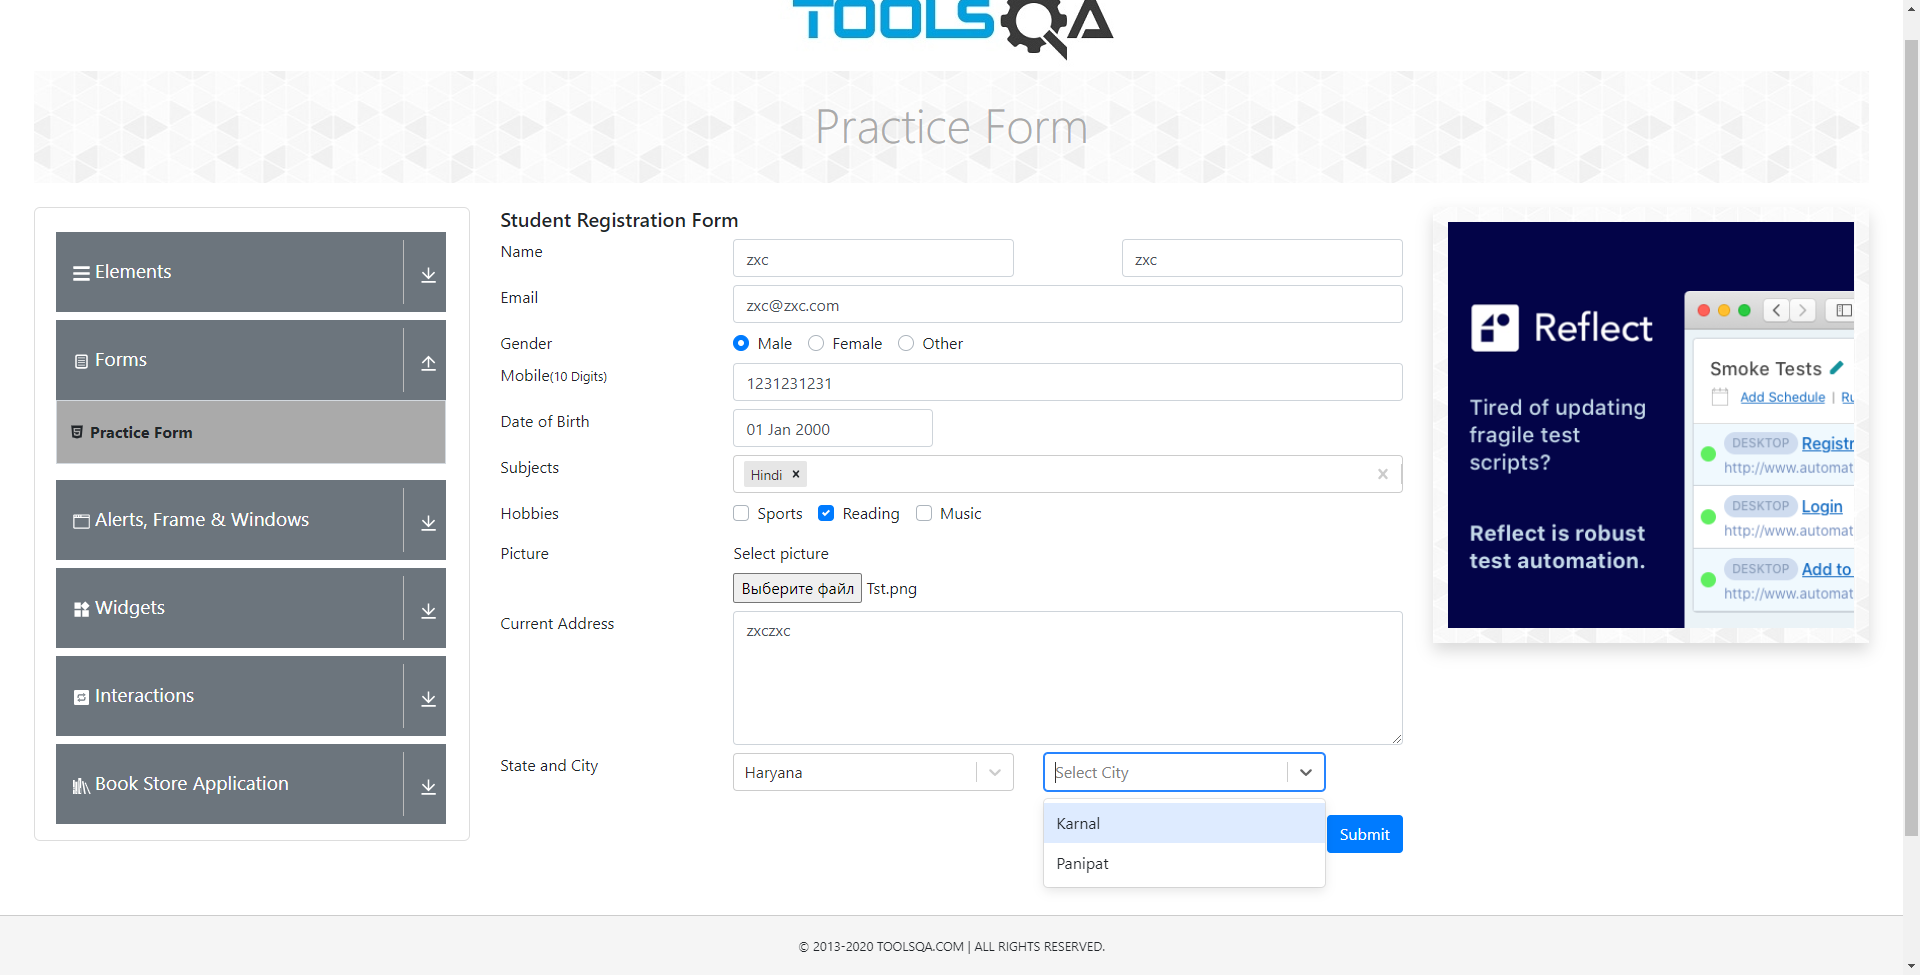 TOOLSQA
Practice Form
Elements
Forms
Practice Form
Alerts, Frame & Windows
Widgets
Interactions
Book Store Application
Student Registration Form
Name
zxc
zxc
Email
zxc@zxc.com
Gender
Male
Female
Other
Mobile(10 Digits)
1231231231
Date of Birth
01 Jan 2000
Subjects
Hindi
Hobbies
Sports
Reading
Music
Picture
Select picture
Выберите файл Tst.png
Current Address
zxczxc
State and City
Haryana
Select City
Karnal
Panipat
Submit
Reflect
Tired of updating
fragile test
scripts?
Reflect is robust
test automation.
Smoke Tests
Add Schedule | Ru
DESKTOP Registr
http://www.automat
DESKTOP Login
http://www.automat
DESKTOP Add to
http://www.automat
© 2013-2020 TOOLSQA.COM | ALL RIGHTS RESERVED.